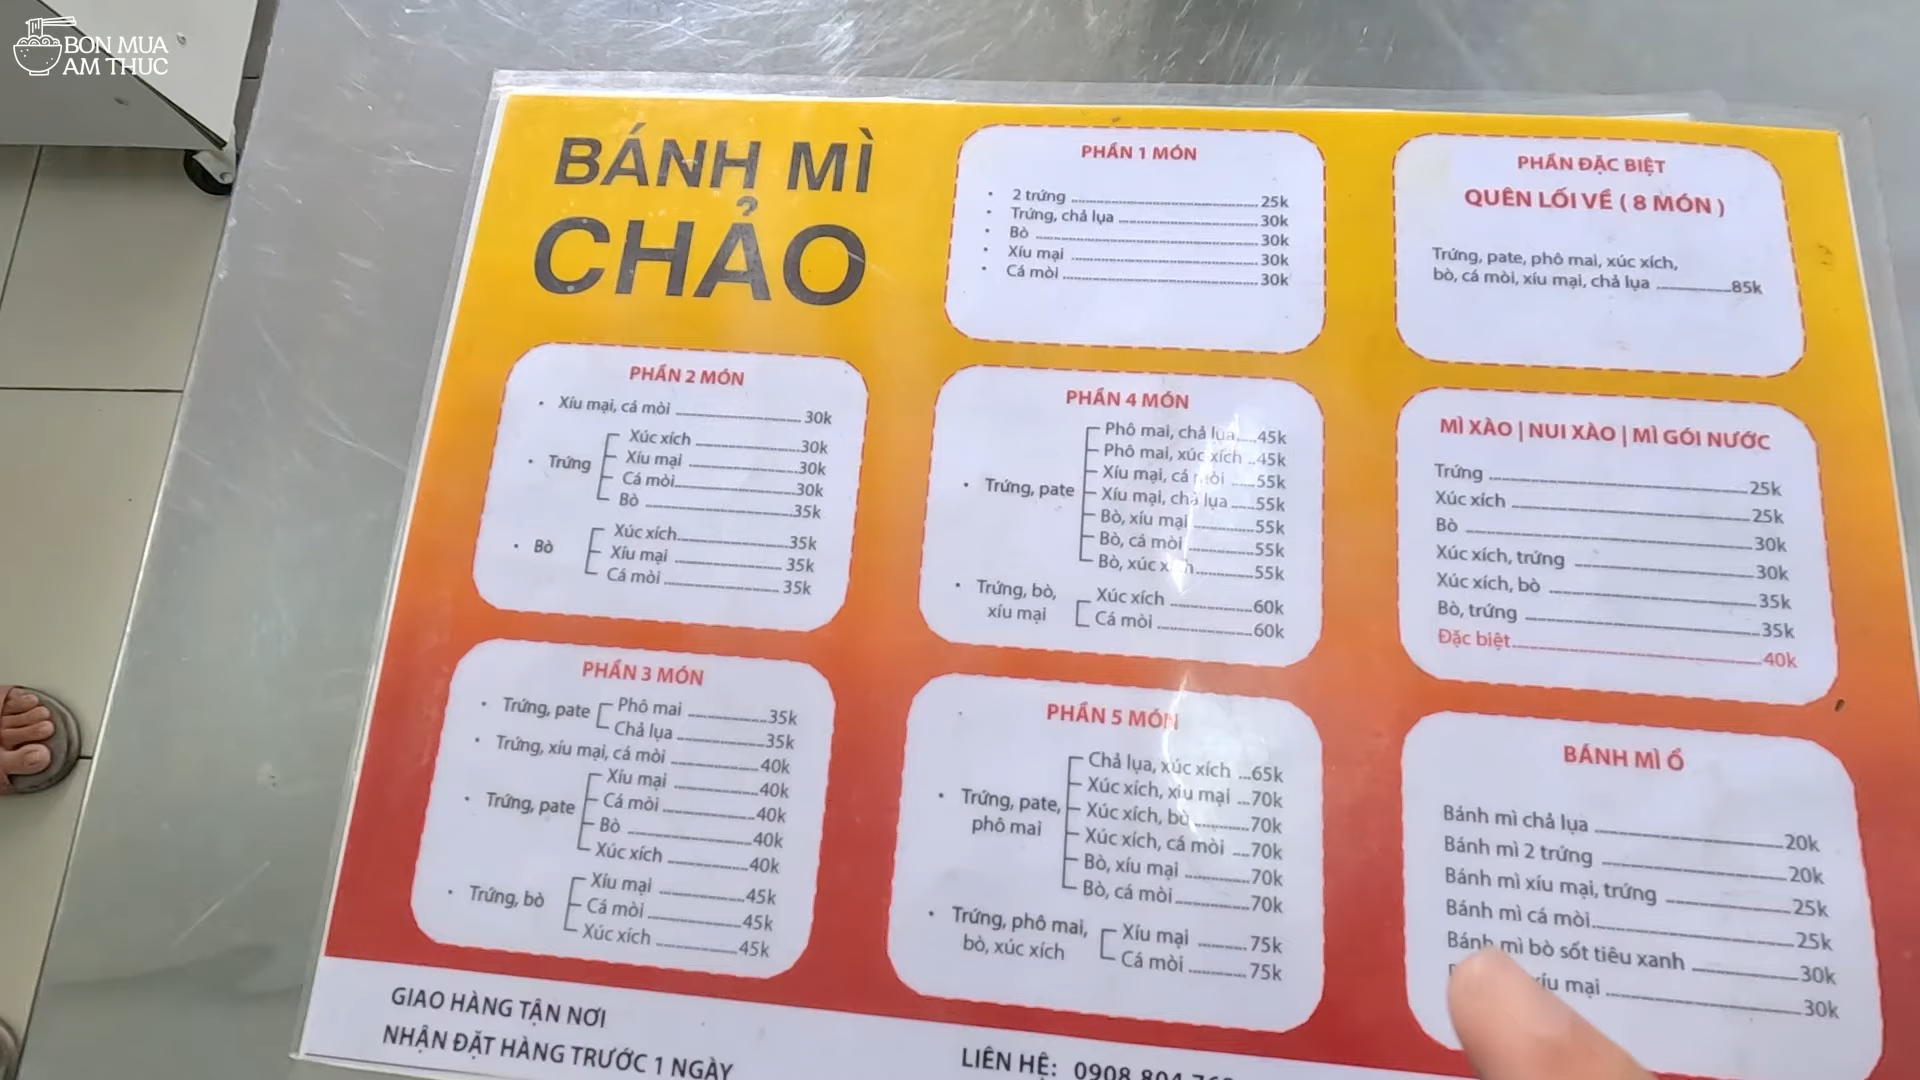 BON MUA
AM THUC
BÁNH MÌ
CHẢO
PHẦN 1 MÓN
• 2 trứng 25k
• Trứng, chả lụa 30k
• Bò 30k
• Xíu mại 30k
• Cá mòi 30k
PHẦN ĐẶC BIỆT
QUÊN LỐI VỀ ( 8 MÓN )
Trứng, pate, phô mai, xúc xích,
bò, cá mòi, xíu mại, chả lụa 85k
PHẦN 2 MÓN
• Xíu mại, cá mòi 30k
• Trứng
Xúc xích 30k
Xíu mại 30k
Cá mòi 30k
Bò 35k
• Bò
Xúc xích 35k
Xíu mại 35k
Cá mòi 35k
PHẦN 4 MÓN
• Trứng, pate
Phô mai, chả lụa 45k
Phô mai, xúc xích 45k
Xíu mại, cá mòi 55k
Xíu mại, chả lụa 55k
Bò, xíu mại 55k
Bò, cá mòi 55k
Bò, xúc xích 55k
• Trứng, bò,
xíu mại
Xúc xích 60k
Cá mòi 60k
MÌ XÀO | NUI XÀO | MÌ GÓI NƯỚC
Trứng 25k
Xúc xích 25k
Bò 30k
Xúc xích, trứng 30k
Xúc xích, bò 35k
Bò, trứng 35k
Đặc biệt 40k
PHẦN 3 MÓN
• Trứng, pate
Phô mai 35k
Chả lụa 35k
• Trứng, xíu mại, cá mòi 40k
• Trứng, pate
Xíu mại 40k
Cá mòi 40k
Bò 40k
Xúc xích 40k
• Trứng, bò
Xíu mại 45k
Cá mòi 45k
Xúc xích 45k
PHẦN 5 MÓN
• Trứng, pate,
phô mai
Chả lụa, xúc xích 65k
Xúc xích, xíu mại 70k
Xúc xích, bò 70k
Xúc xích, cá mòi 70k
Bò, xíu mại 70k
Bò, cá mòi 70k
• Trứng, phô mai,
bò, xúc xích
Xíu mại 75k
Cá mòi 75k
BÁNH MÌ Ổ
Bánh mì chả lụa 20k
Bánh mì 2 trứng 20k
Bánh mì xíu mại, trứng 25k
Bánh mì cá mòi 25k
Bánh mì bò sốt tiêu xanh 30k
xíu mại 30k
GIAO HÀNG TẬN NƠI
NHẬN ĐẶT HÀNG TRƯỚC 1 NGÀY
LIÊN HỆ: 0908 804